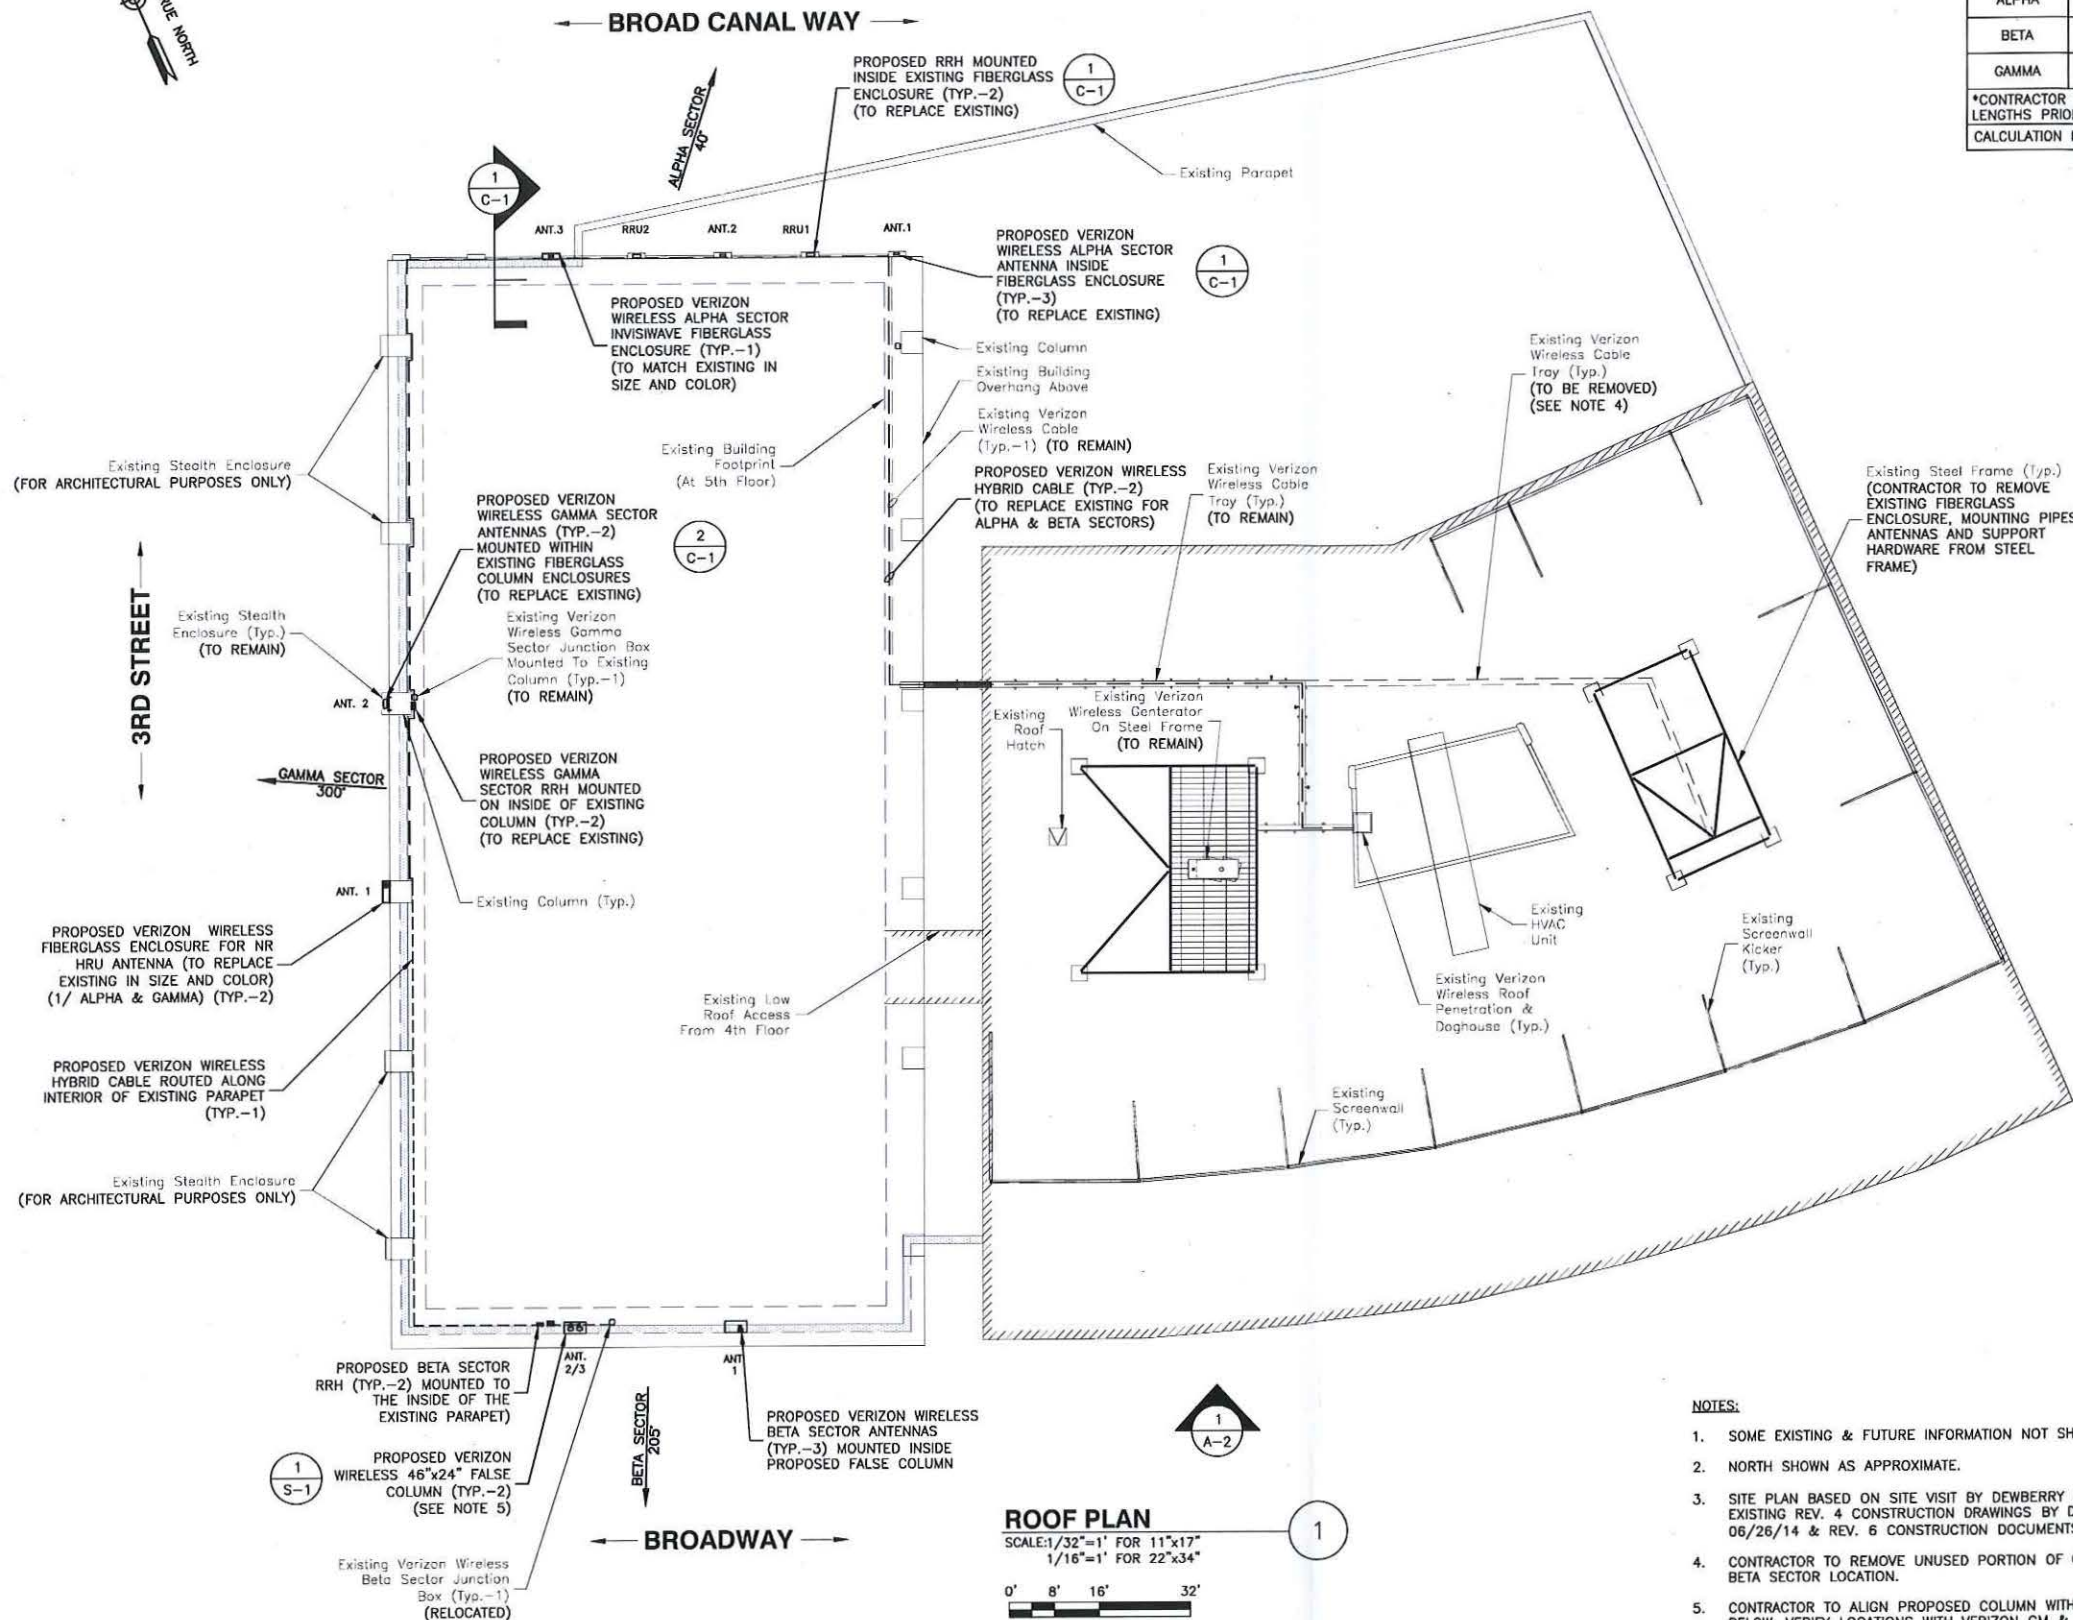 TRUE NORTH
BROAD CANAL WAY
ALPHA SECTOR
40°
PROPOSED RRH MOUNTED
INSIDE EXISTING FIBERGLASS
ENCLOSURE (TYP.-2)
(TO REPLACE EXISTING)
1
C-1
ALPHA
BETA
GAMMA
*CONTRACTOR
CALCULATION
Existing Parapet
1
C-1
ANT.3
RRU2
ANT.2
RRU1
ANT.1
PROPOSED VERIZON
WIRELESS ALPHA SECTOR
ANTENNA INSIDE
FIBERGLASS ENCLOSURE
(TYP.-3)
(TO REPLACE EXISTING)
1
C-1
PROPOSED VERIZON
WIRELESS ALPHA SECTOR
INVISIWAVE FIBERGLASS
ENCLOSURE (TYP.-1)
(TO MATCH EXISTING IN
SIZE AND COLOR)
Existing Column
Existing Building
Overhang Above
Existing Verizon
Wireless Cable
(Typ.-1) (TO REMAIN)
Existing Verizon
Wireless Cable
Tray (Typ.)
(TO BE REMOVED)
(SEE NOTE 4)
Existing Stealth Enclosure
(FOR ARCHITECTURAL PURPOSES ONLY)
Existing Building
Footprint
(At 5th Floor)
PROPOSED VERIZON WIRELESS
HYBRID CABLE (TYP.-2)
(TO REPLACE EXISTING FOR
ALPHA & BETA SECTORS)
Existing Verizon
Wireless Cable
Tray (Typ.)
(TO REMAIN)
Existing Steel Frame (Typ.)
(CONTRACTOR TO REMOVE
EXISTING FIBERGLASS
ENCLOSURE, MOUNTING PIPES
ANTENNAS AND SUPPORT
HARDWARE FROM STEEL
FRAME)
PROPOSED VERIZON
WIRELESS GAMMA SECTOR
ANTENNAS (TYP.-2)
MOUNTED WITHIN
EXISTING FIBERGLASS
COLUMN ENCLOSURES
(TO REPLACE EXISTING)
2
C-1
3RD STREET
Existing Stealth
Enclosure (Typ.)
(TO REMAIN)
Existing Verizon
Wireless Gamma
Sector Junction Box
Mounted To Existing
Column (Typ.-1)
(TO REMAIN)
ANT. 2
GAMMA SECTOR
300°
PROPOSED VERIZON
WIRELESS GAMMA
SECTOR RRH MOUNTED
ON INSIDE OF EXISTING
COLUMN (TYP.-2)
(TO REPLACE EXISTING)
Existing
Roof
Hatch
Existing Verizon
Wireless Genterator
On Steel Frame
(TO REMAIN)
ANT. 1
Existing Column (Typ.)
PROPOSED VERIZON WIRELESS
FIBERGLASS ENCLOSURE FOR NR
HRU ANTENNA (TO REPLACE
EXISTING IN SIZE AND COLOR)
(1/ ALPHA & GAMMA) (TYP.-2)
Existing
HVAC
Unit
Existing
Screenwall
Kicker
(Typ.)
Existing Verizon
Wireless Roof
Penetration &
Doghouse (Typ.)
Existing Low
Roof Access
From 4th Floor
PROPOSED VERIZON WIRELESS
HYBRID CABLE ROUTED ALONG
INTERIOR OF EXISTING PARAPET
(TYP.-1)
Existing
Screenwall
(Typ.)
Existing Stealth Enclosure
(FOR ARCHITECTURAL PURPOSES ONLY)
ANT.
2/3
ANT
1
PROPOSED BETA SECTOR
RRH (TYP.-2) MOUNTED TO
THE INSIDE OF THE
EXISTING PARAPET)
1
S-1
PROPOSED VERIZON
WIRELESS 46"x24" FALSE
COLUMN (TYP.-2)
(SEE NOTE 5)
BETA SECTOR
205°
PROPOSED VERIZON WIRELESS
BETA SECTOR ANTENNAS
(TYP.-3) MOUNTED INSIDE
PROPOSED FALSE COLUMN
1
A-2
Existing Verizon Wireless
Beta Sector Junction
Box (Typ.-1)
(RELOCATED)
BROADWAY
ROOF PLAN
SCALE:1/32"=1' FOR 11"x17"
1/16"=1' FOR 22"x34"
1
0' 8' 16' 32'
NOTES:
1. SOME EXISTING & FUTURE INFORMATION NOT
2. NORTH SHOWN AS APPROXIMATE.
3. SITE PLAN BASED ON SITE VISIT BY DEWBERRY
EXISTING REV. 4 CONSTRUCTION DRAWINGS BY
06/26/14 & REV. 6 CONSTRUCTION DOCUMENTS
4. CONTRACTOR TO REMOVE UNUSED PORTION OF
BETA SECTOR LOCATION.
5. CONTRACTOR TO ALIGN PROPOSED COLUMN WITH